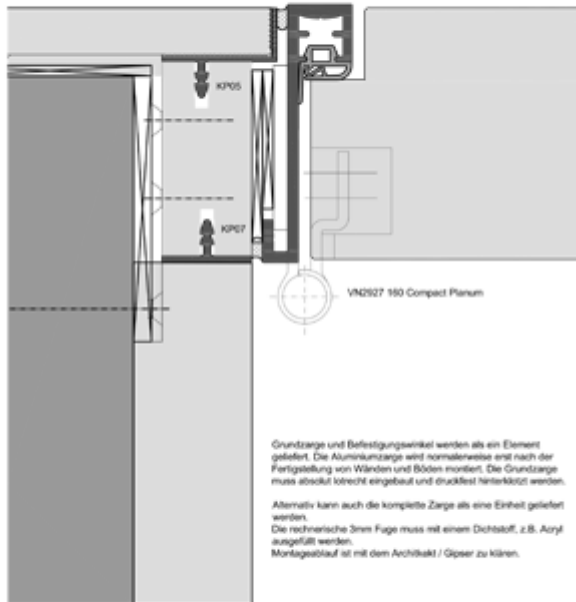 KP05
KP07
VN2927 160 Compact Planum
Grundzarge und Befestigungswinkel werden als ein Element
geliefert. Die Aluminiumzarge wird normalerweise erst nach der
Fertigstellung von Wänden und Böden montiert. Die Grundzarge
muss absolut lotrecht eingebaut und druckfest hinterklotzt werden.
Alternativ kann auch die komplette Zarge als eine Einheit geliefert
werden.
Die rechnerische 3mm Fuge muss mit einem Dichtstoff, z.B. Acryl
ausgefüllt werden.
Montageablauf ist mit dem Architkekt / Gipser zu klären.